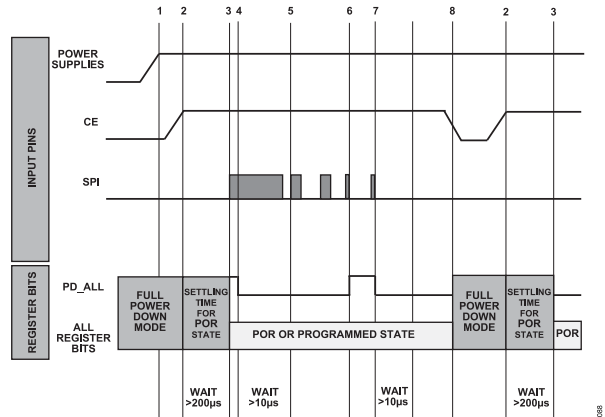 1 2 3 4 5 6 7 8 2 3
INPUT PINS
POWER
SUPPLIES
CE
SPI
REGISTER BITS
PD_ALL
FULL
POWER
DOWN
MODE
SETTLING
TIME
FOR
POR
STATE
FULL
POWER
DOWN
MODE
SETTLING
TIME
FOR
POR
STATE
ALL
REGISTER
BITS
POR OR PROGRAMMED STATE
POR
WAIT
>200µs
WAIT
>10µs
WAIT
>10µs
WAIT
>200µs
088